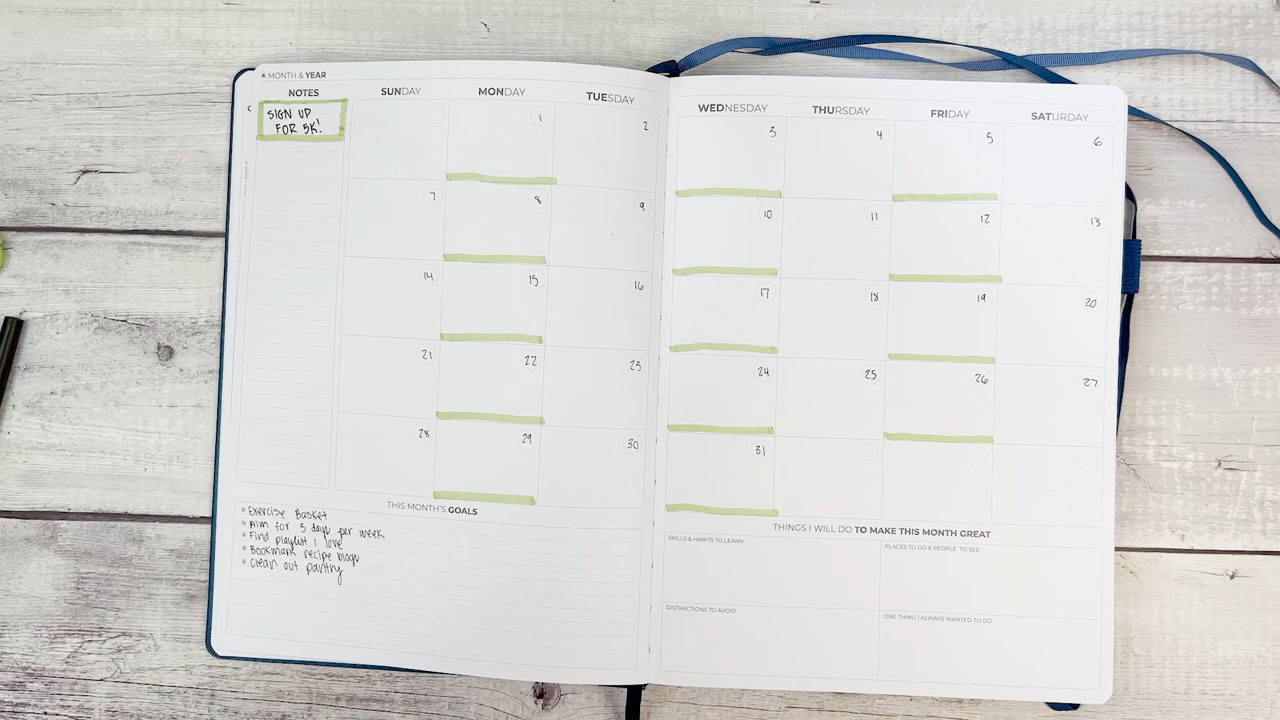 MONTH & YEAR
NOTES
SIGN UP
FOR 5K!
SUNDAY MONDAY TUESDAY WEDNESDAY THURSDAY FRIDAY SATURDAY
1 2 3 4 5 6
7 8 9 10 11 12 13
14 15 16 17 18 19 20
21 22 23 24 25 26 27
28 29 30 31
THIS MONTH'S GOALS
Exercise Basket
Aim for 3 days per week
Find playlist I love
Bookmark recipe blogs
Clean out pantry
THINGS I WILL DO TO MAKE THIS MONTH GREAT
SKILLS & HABITS TO LEARN
PLACES TO GO & PEOPLE TO SEE
DISTRACTIONS TO AVOID
ONE THING I ALWAYS WANTED TO DO